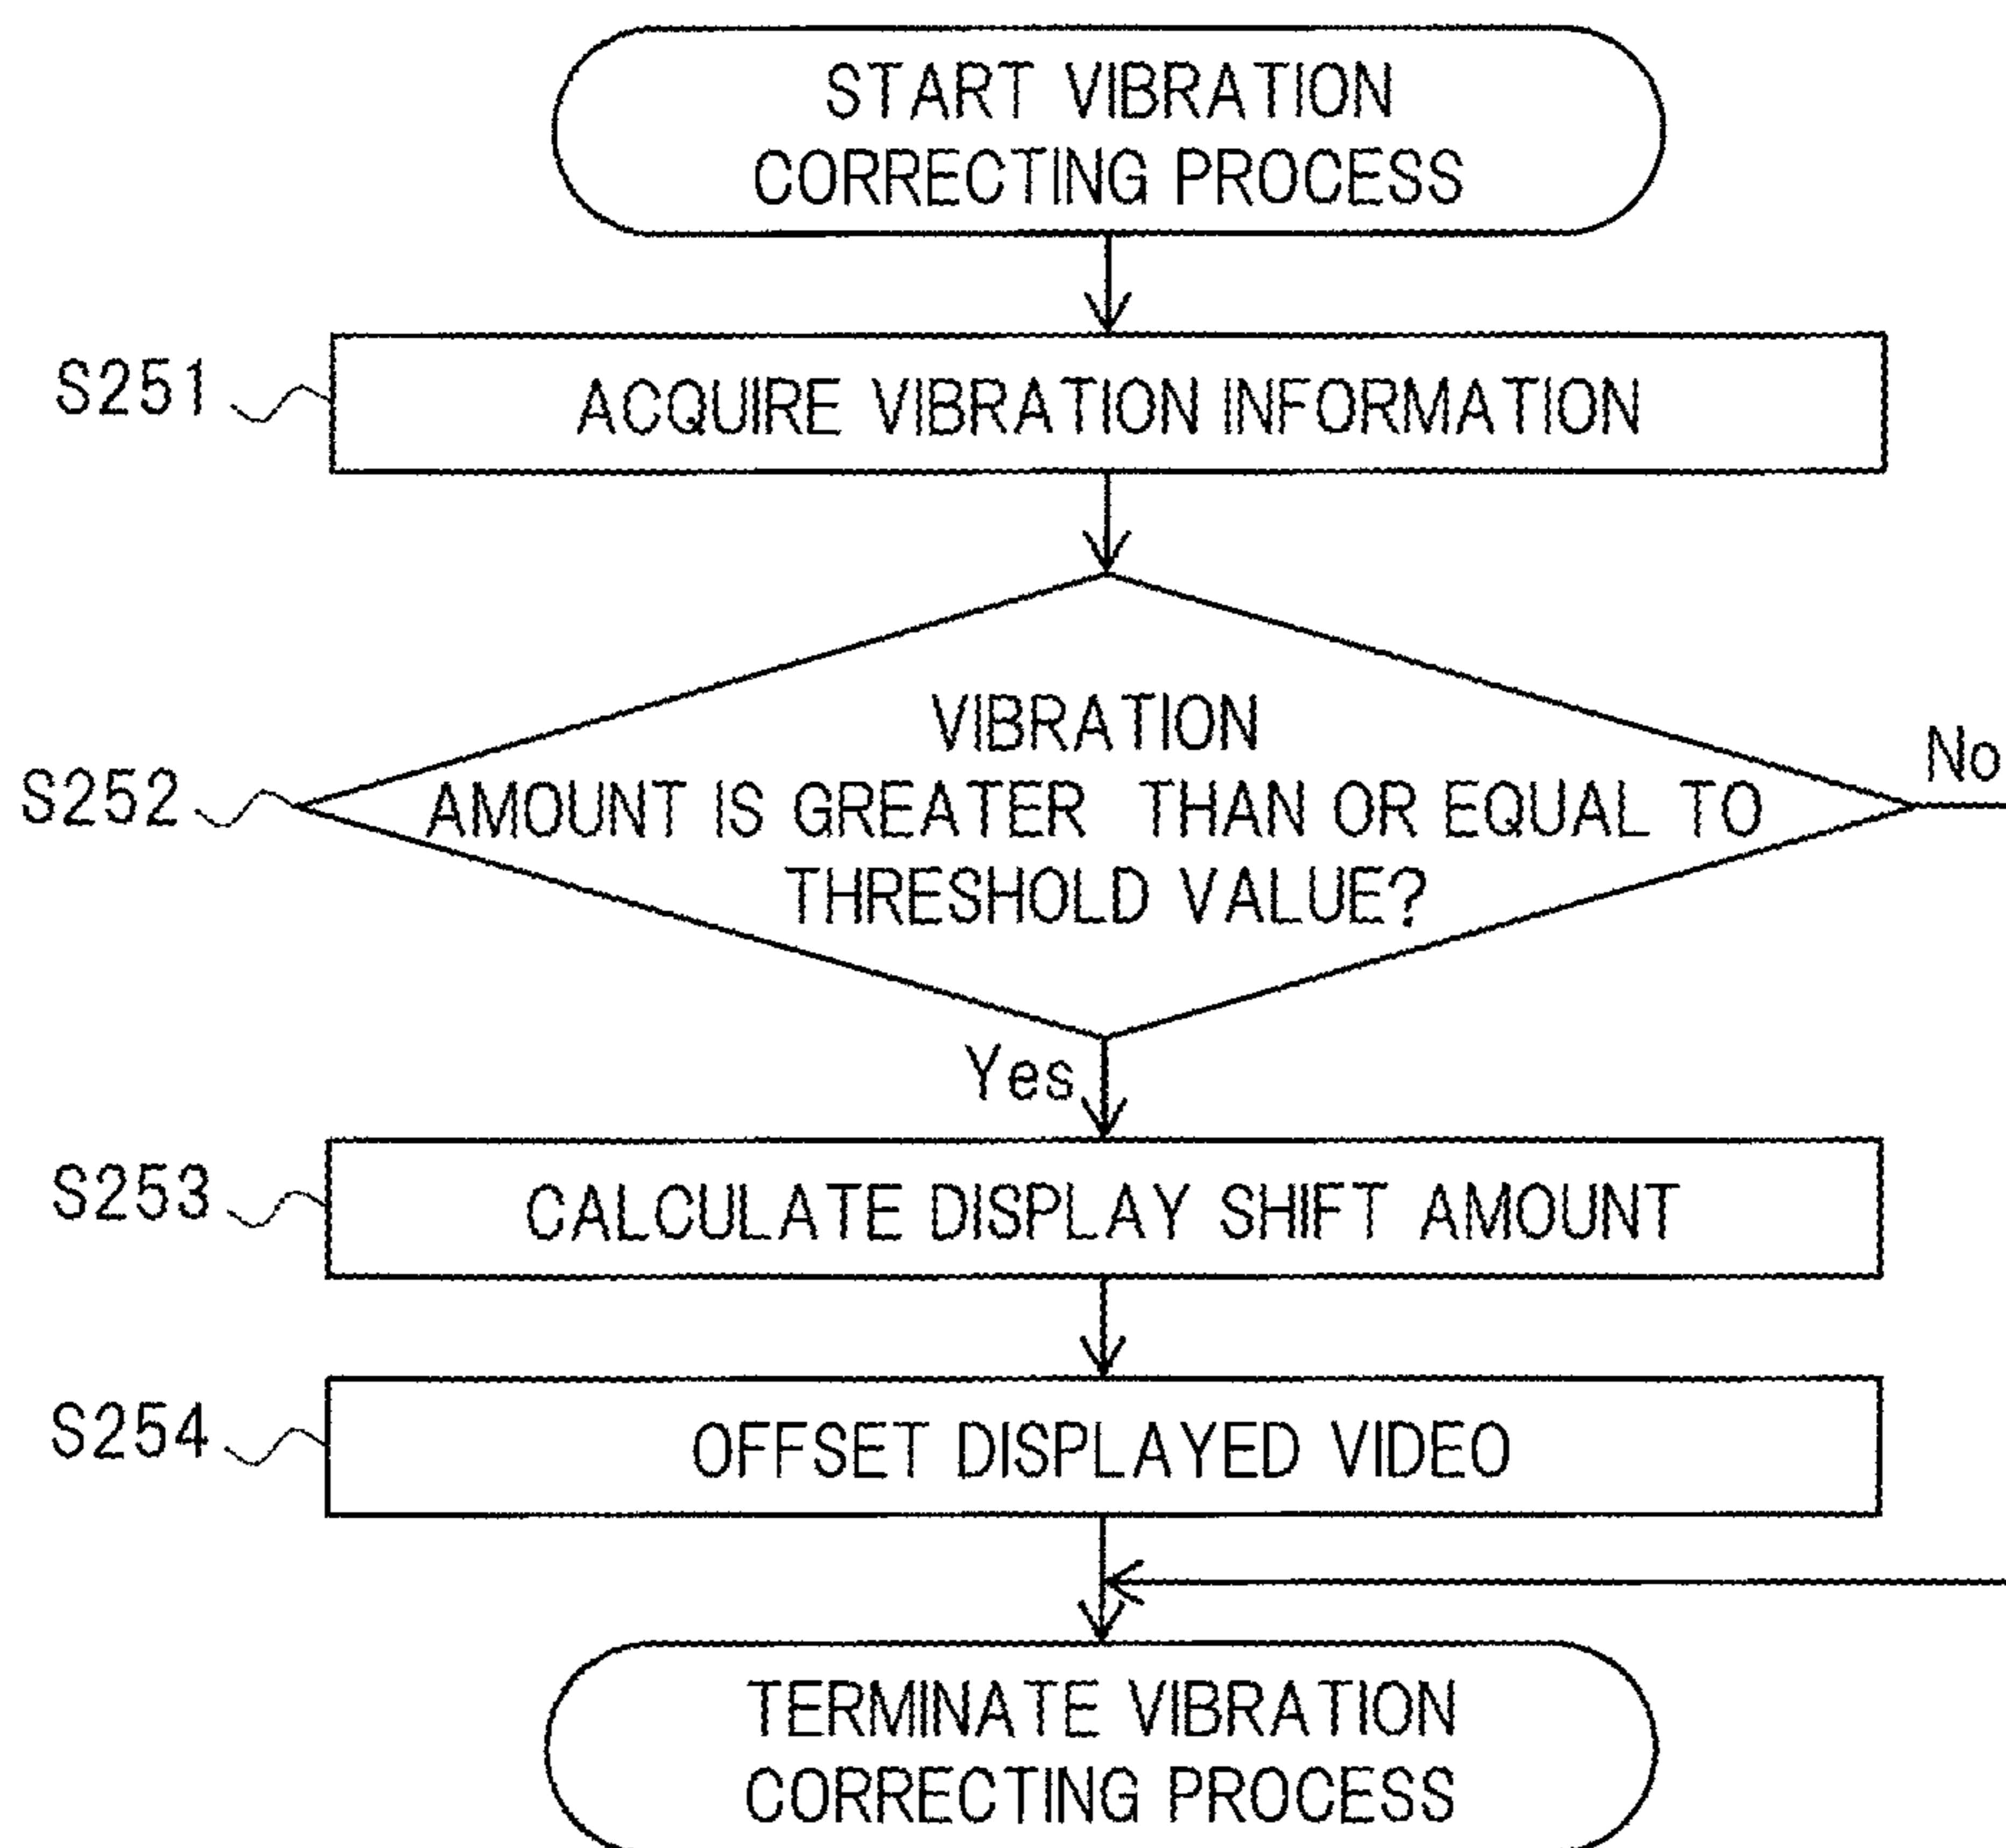 START VIBRATION
CORRECTING PROCESS
S251
ACQUIRE VIBRATION INFORMATION
S252
VIBRATION
AMOUNT IS GREATER THAN OR EQUAL TO
THRESHOLD VALUE?
No
Yes
S253
CALCULATE DISPLAY SHIFT AMOUNT
S254
OFFSET DISPLAYED VIDEO
TERMINATE VIBRATION
CORRECTING PROCESS